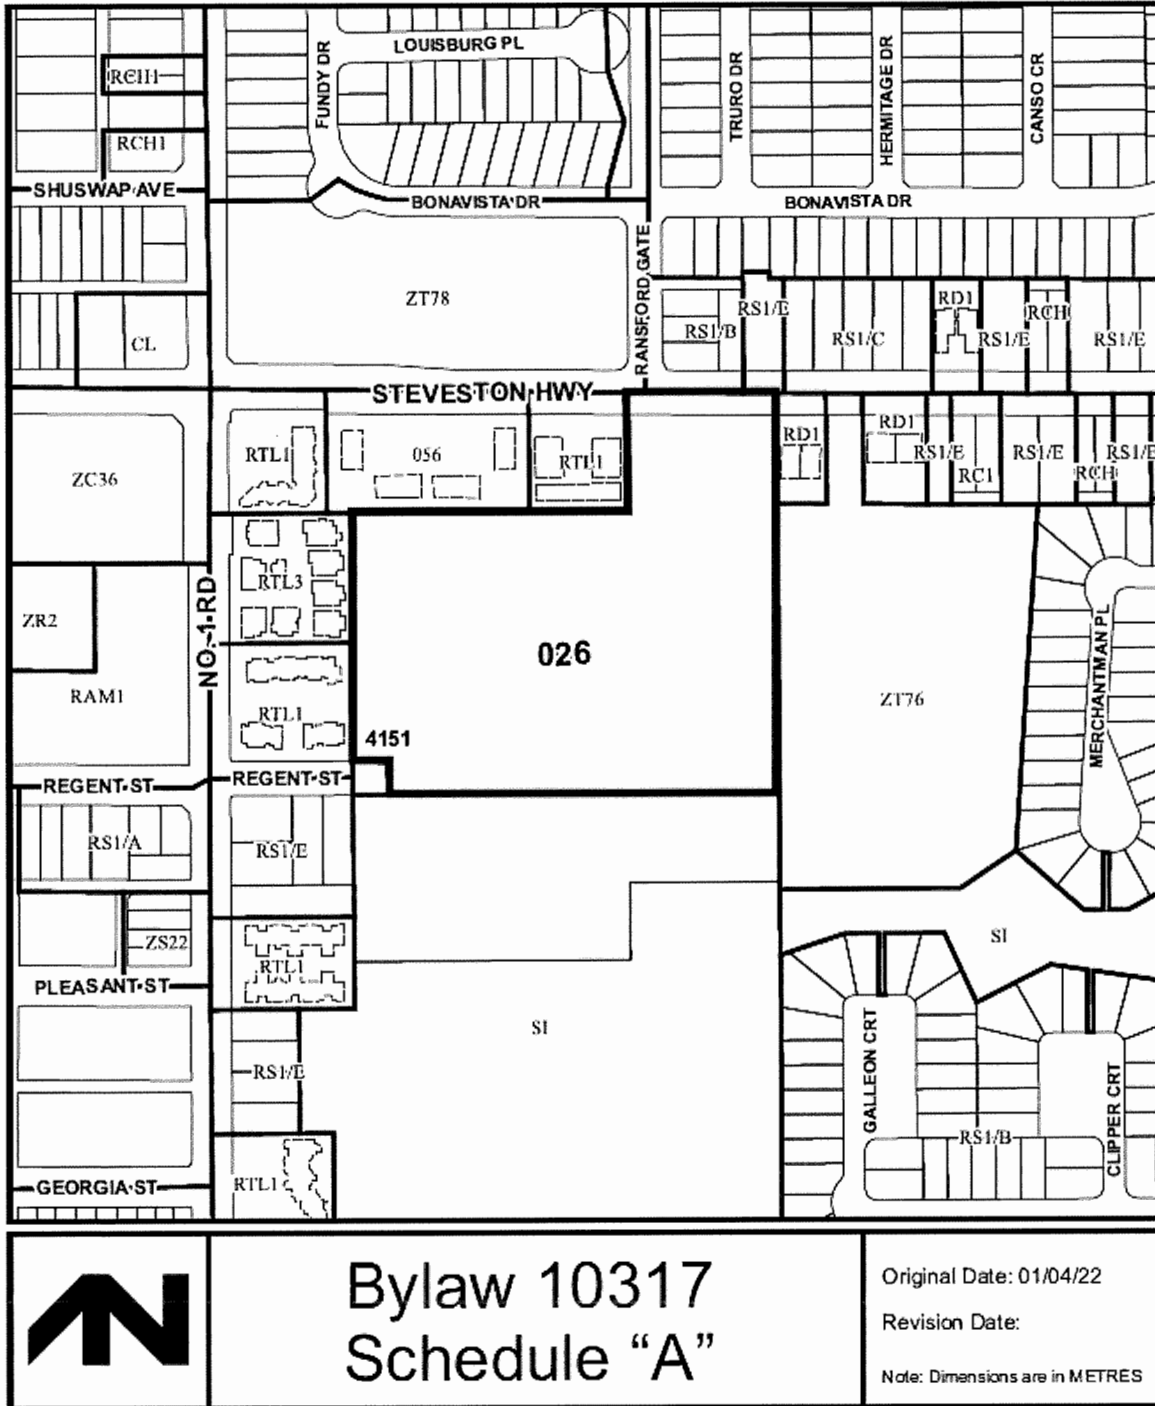 LOUISBURG PL
FUNDY DR
TRURO DR
HERMITAGE DR
CANSO CR
RCH1
RCH1
SHUSWAP AVE
BONAVISTA DR
BONAVISTA DR
RANSFORD GATE
ZT78
CL
RS1/B
RS1/E
RS1/C
RD1
RS1/E
RCH
RS1/E
STEVESTON HWY
ZC36
RTL1
056
RTL1
RD1
RD1
RS1/E
RC1
RS1/E
RCH
RS1/E
NO. 1 RD
RTL3
ZR2
RAM1
026
RTL1
4151
ZT76
MERCHANTMAN PL
REGENT ST
REGENT ST
RS1/A
RS1/E
ZS22
PLEASANT ST
RTL1
SI
SI
RS1/E
GALLEON CRT
CLIPPER CRT
RS1/B
GEORGIA ST
RTL1
Bylaw 10317
Schedule “A”
Original Date: 01/04/22
Revision Date:
Note: Dimensions are in METRES